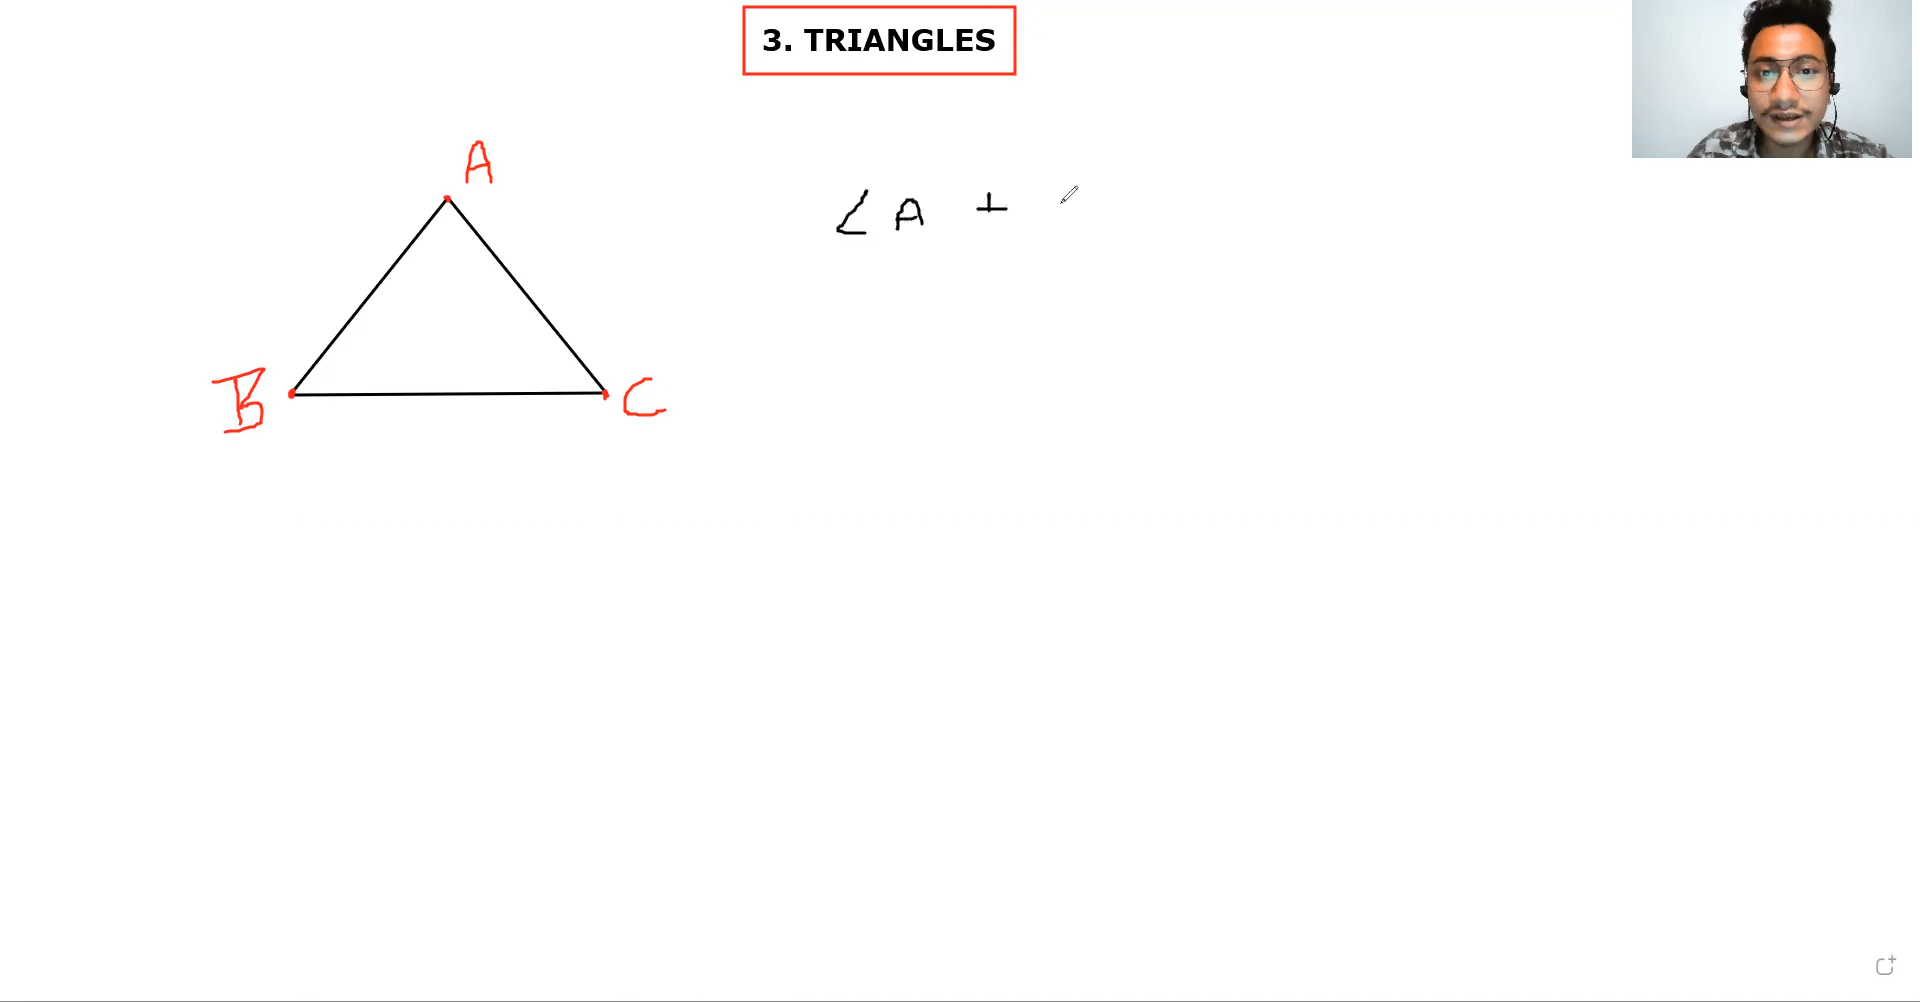 3. TRIANGLES
A
∠ A +
B
C